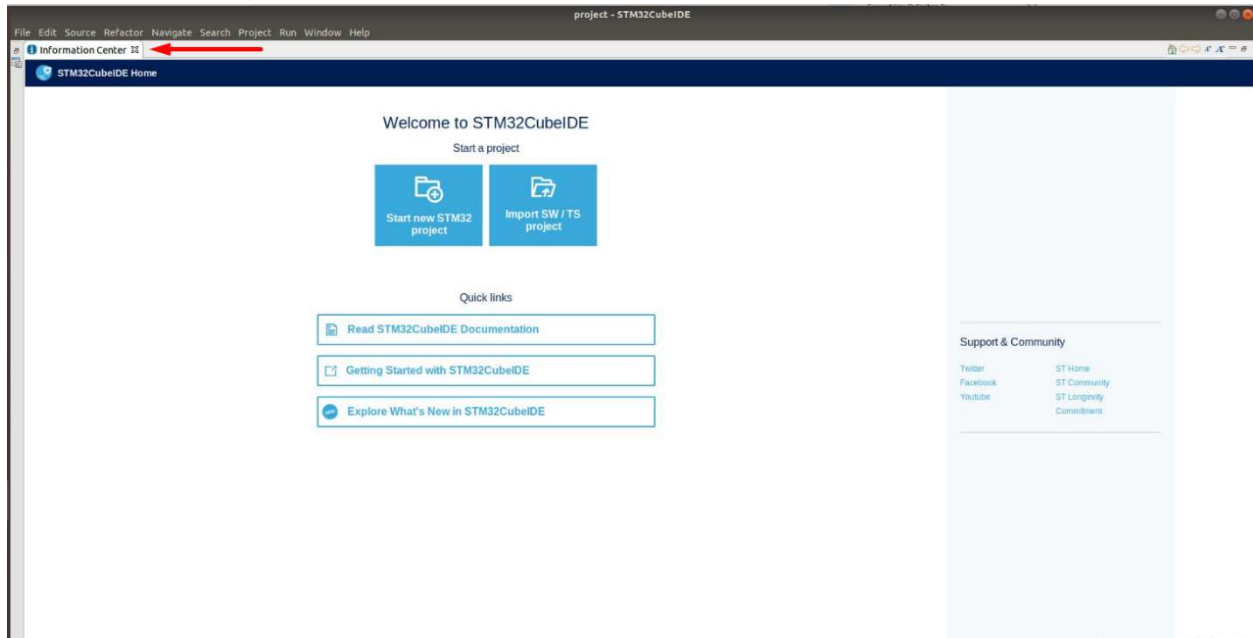 project - STM32CubeIDE
File Edit Source Refactor Navigate Search Project Run Window Help
Information Center
STM32CubeIDE Home
Welcome to STM32CubeIDE
Start a project
Start new STM32
project
Import SW / TS
project
Quick links
Read STM32CubeIDE Documentation
Getting Started with STM32CubeIDE
Explore What's New in STM32CubeIDE
Support & Community
Twitter
Facebook
Youtube
ST Home
ST Community
ST Longevity
Commitment